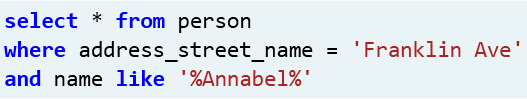 select * from person
where address_street_name = 'Franklin Ave'
and name like '%Annabel%'